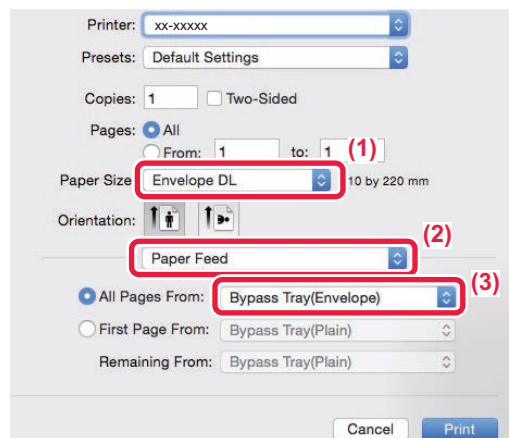 Printer: xx-xxxxx
Presets: Default Settings
Copies: 1 Two-Sided
Pages: All
From: 1 to: 1 (1)
Paper Size Envelope DL 10 by 220 mm
Orientation:
(2)
Paper Feed
(3)
All Pages From: Bypass Tray(Envelope)
First Page From: Bypass Tray(Plain)
Remaining From: Bypass Tray(Plain)
Cancel Print